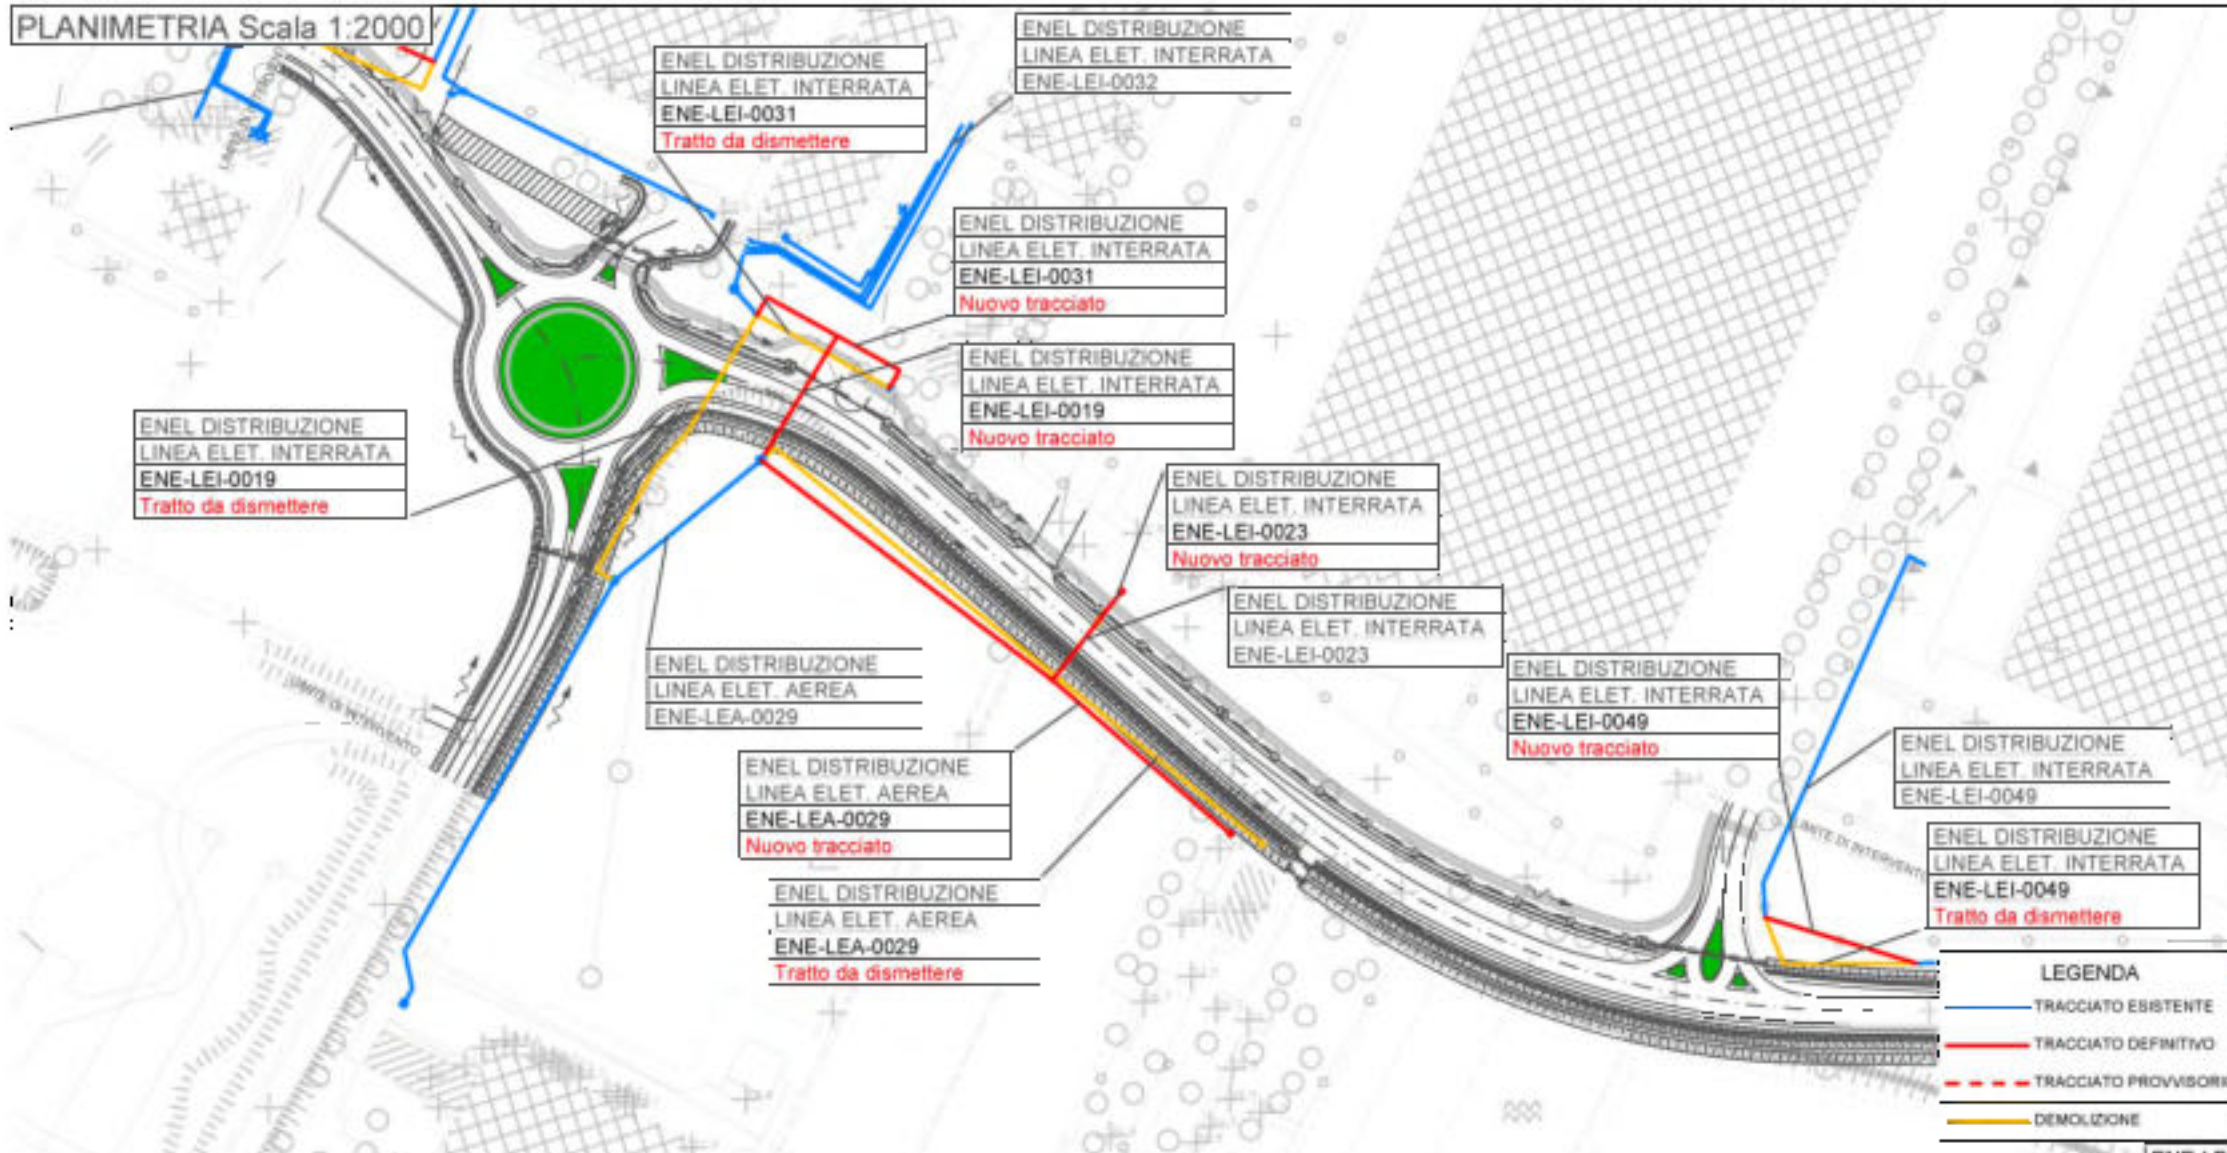 PLANIMETRIA Scala 1:2000
ENEL DISTRIBUZIONE
LINEA ELET. INTERRATA
ENE-LEI-0031
Tratto da dismettere
ENEL DISTRIBUZIONE
LINEA ELET. INTERRATA
ENE-LEI-0032
ENEL DISTRIBUZIONE
LINEA ELET. INTERRATA
ENE-LEI-0031
Nuovo tracciato
ENEL DISTRIBUZIONE
LINEA ELET. INTERRATA
ENE-LEI-0019
Nuovo tracciato
ENEL DISTRIBUZIONE
LINEA ELET. INTERRATA
ENE-LEI-0019
Tratto da dismettere
ENEL DISTRIBUZIONE
LINEA ELET. INTERRATA
ENE-LEI-0023
Nuovo tracciato
ENEL DISTRIBUZIONE
LINEA ELET. INTERRATA
ENE-LEI-0023
ENEL DISTRIBUZIONE
LINEA ELET. AEREA
ENE-LEA-0029
ENEL DISTRIBUZIONE
LINEA ELET. INTERRATA
ENE-LEI-0049
Nuovo tracciato
LIMITE DI INTERVENTO
ENEL DISTRIBUZIONE
LINEA ELET. AEREA
ENE-LEA-0029
Nuovo tracciato
ENEL DISTRIBUZIONE
LINEA ELET. INTERRATA
ENE-LEI-0049
ENEL DISTRIBUZIONE
LINEA ELET. INTERRATA
ENE-LEI-0049
Tratto da dismettere
ENEL DISTRIBUZIONE
LINEA ELET. AEREA
ENE-LEA-0029
Tratto da dismettere
LEGENDA
TRACCIATO ESISTENTE
TRACCIATO DEFINITIVO
TRACCIATO PROVVISORI
DEMOLIZIONE